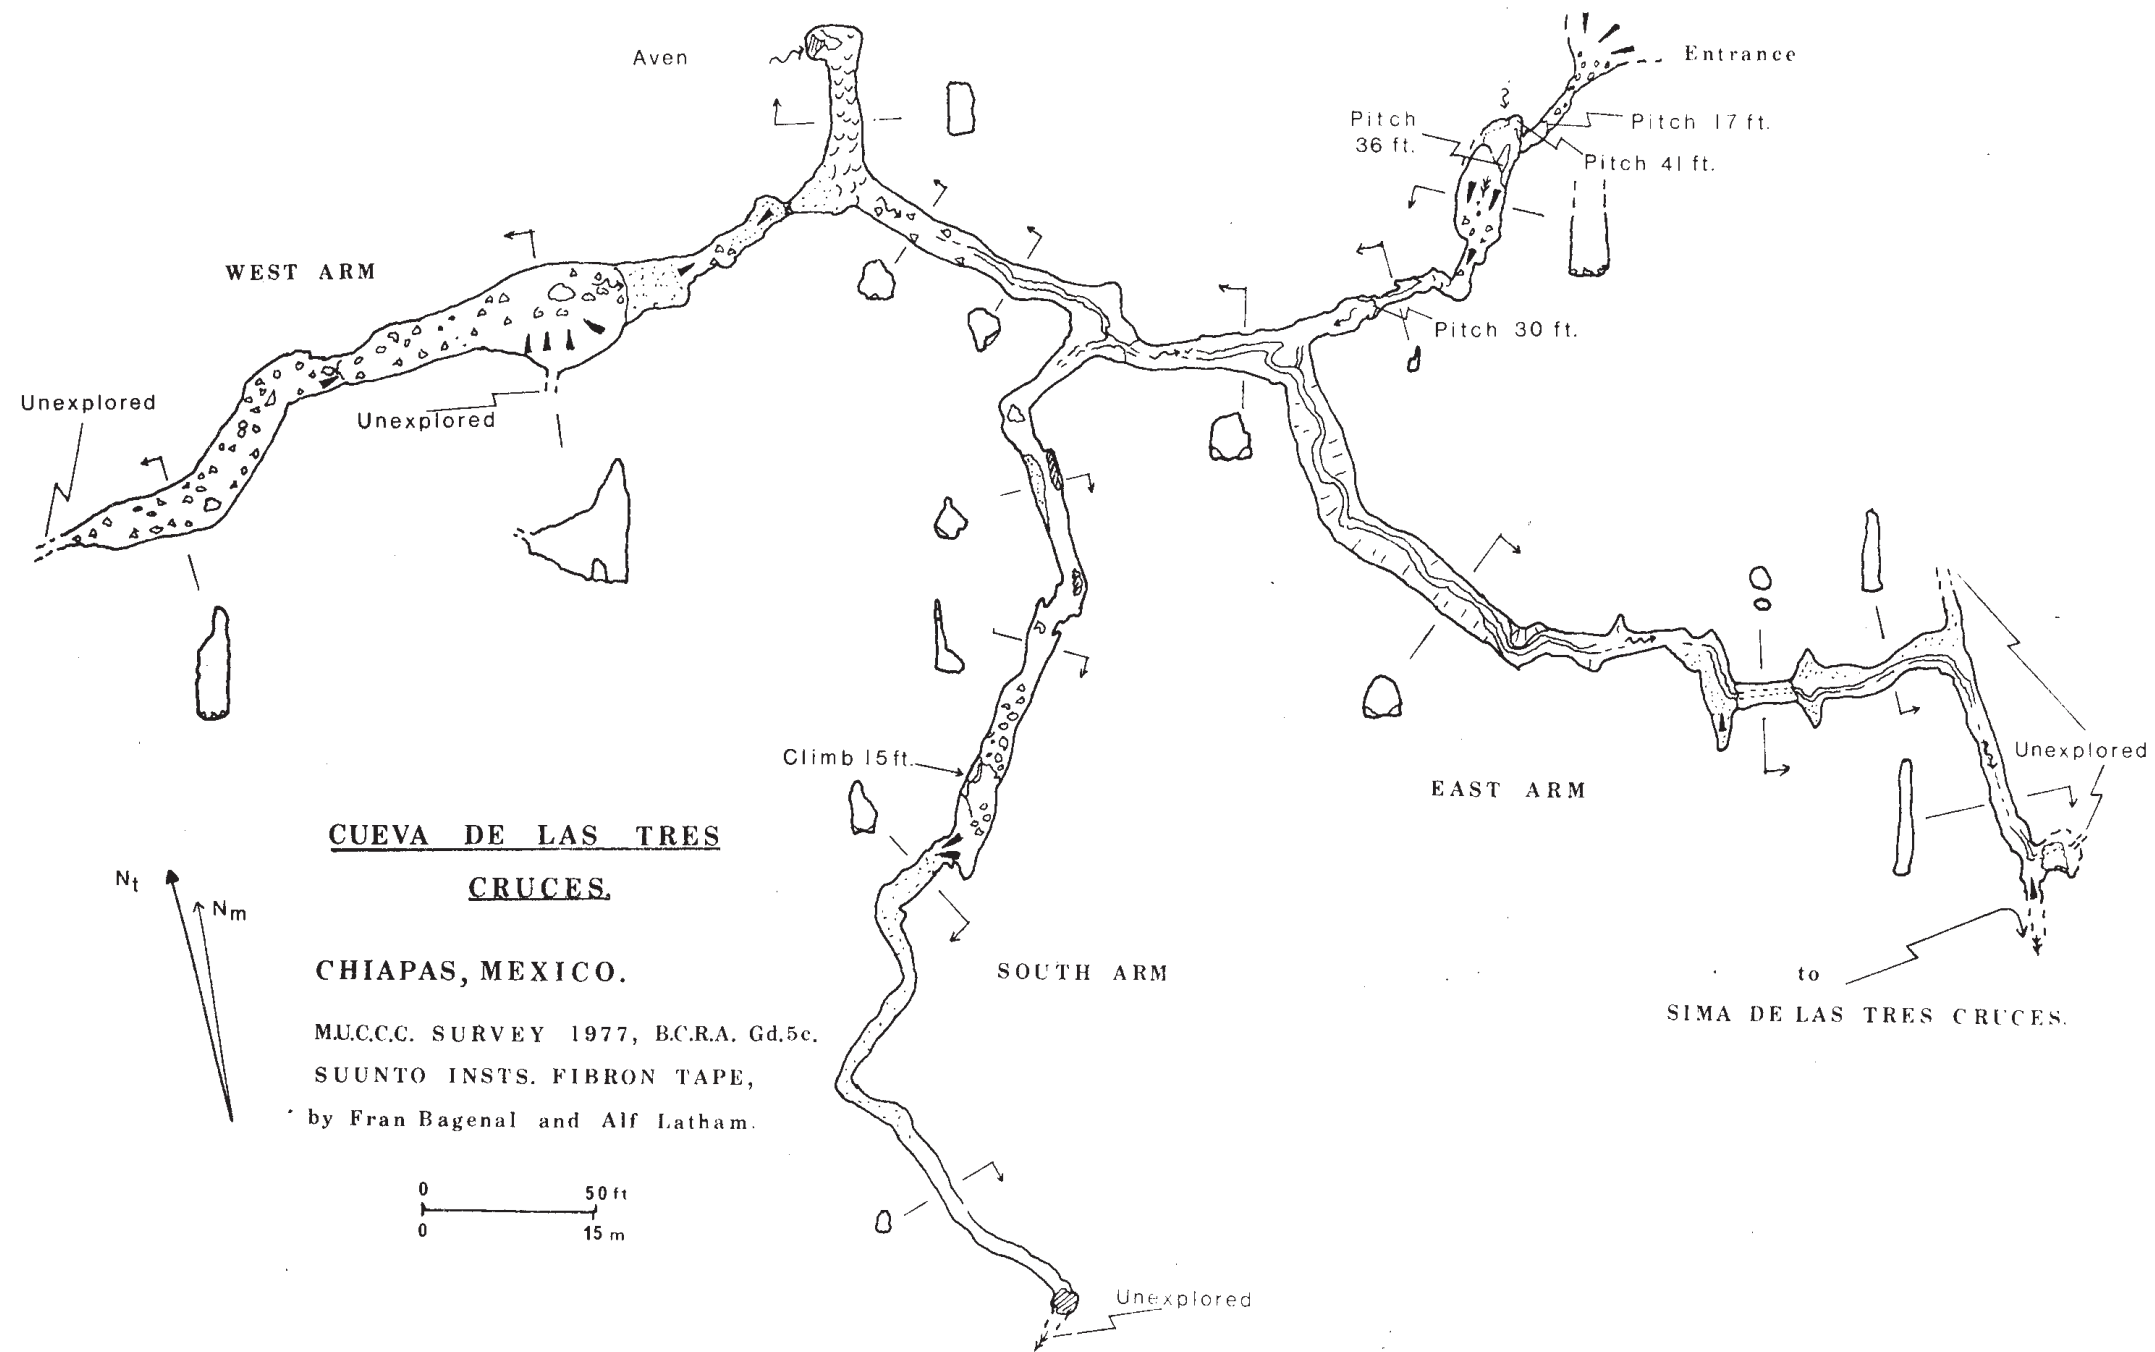 Aven
Entrance
Pitch
36 ft.
Pitch 17 ft.
Pitch 41 ft.
WEST ARM
Pitch 30 ft.
Unexplored
Unexplored
Unexplored
Climb 15 ft.
EAST ARM
CUEVA DE LAS TRES
CRUCES.
Nt
Nm
CHIAPAS, MEXICO.
SOUTH ARM
to
SIMA DE LAS TRES CRUCES.
M.U.C.C.C. SURVEY 1977, B.C.R.A. Gd.5c.
SUUNTO INSTS. FIBRON TAPE,
by Fran Bagenal and Alf Latham.
0 50 ft
0 15 m
Unexplored